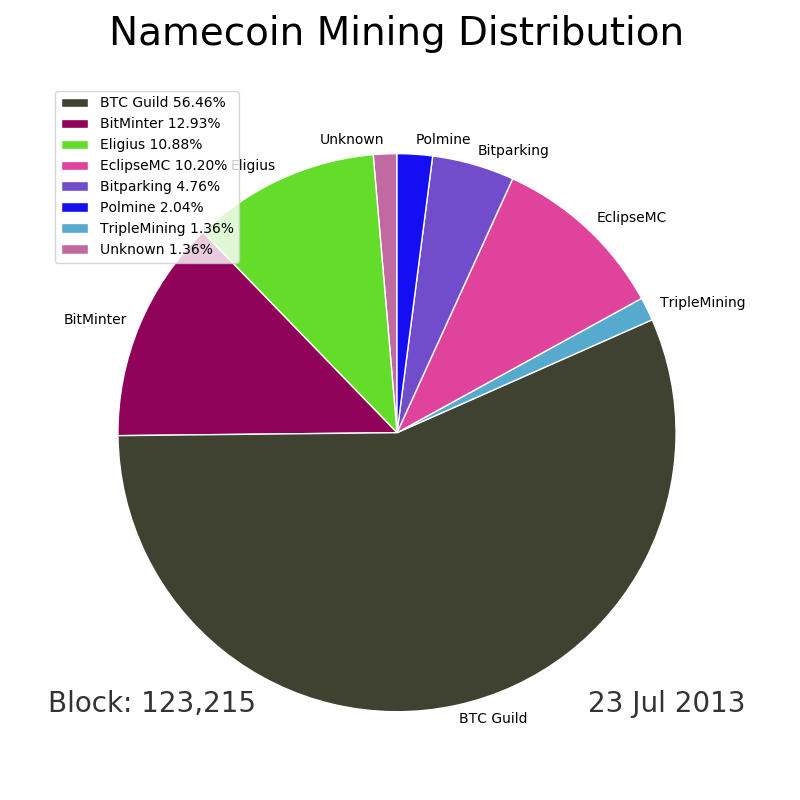 Namecoin Mining Distribution
BTC Guild 56.46%
BitMinter 12.93%
Eligius 10.88%
EclipseMC 10.20%
Bitparking 4.76%
Polmine 2.04%
TripleMining 1.36%
Unknown 1.36%
Unknown
Polmine
Bitparking
Eligius
EclipseMC
TripleMining
BitMinter
Block: 123,215
23 Jul 2013
BTC Guild